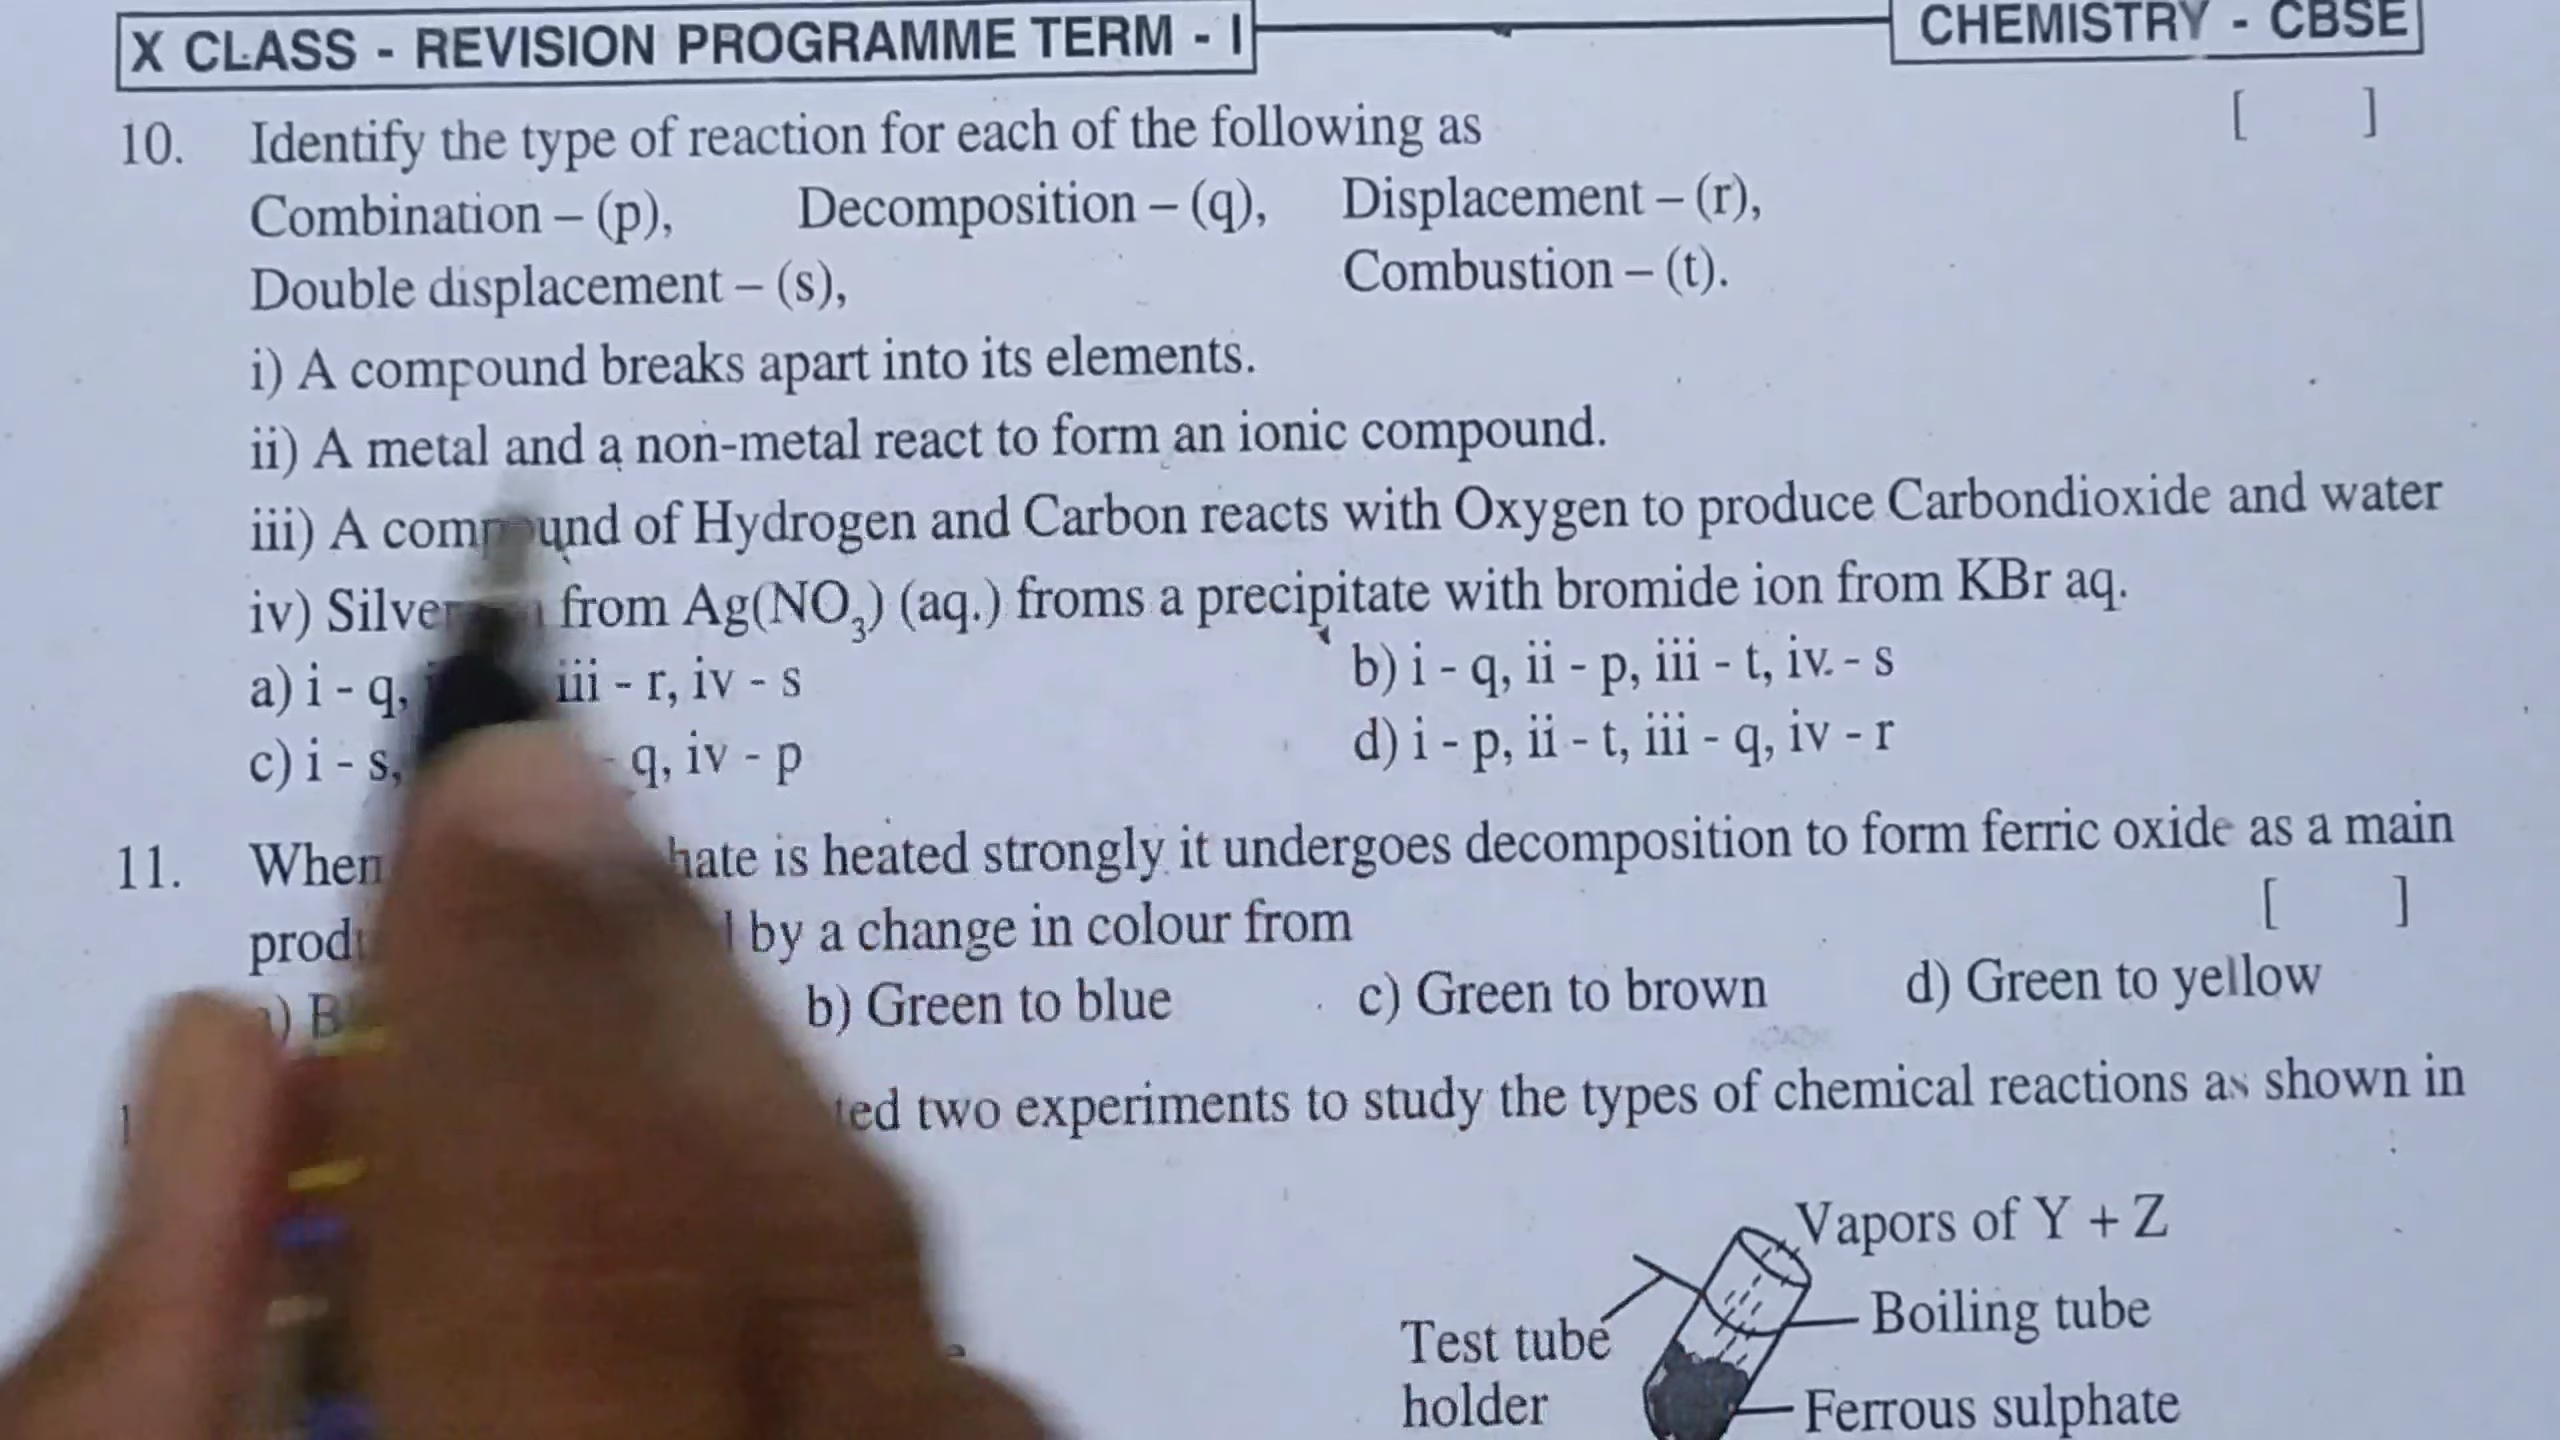 X CLASS - REVISION PROGRAMME TERM - I
CHEMISTRY - CBSE
10. Identify the type of reaction for each of the following as [ ]
Combination – (p), Decomposition – (q), Displacement – (r),
Double displacement – (s), Combustion – (t).
i) A compound breaks apart into its elements.
ii) A metal and a non-metal react to form an ionic compound.
iii) A compound of Hydrogen and Carbon reacts with Oxygen to produce Carbondioxide and water
iv) from Ag(NO₃) (aq.) froms a precipitate with bromide ion from KBr aq.
a) i - q, iii - r, iv - s
b) i - q, ii - p, iii - t, iv. - s
c) i - s, q, iv - p
d) i - p, ii - t, iii - q, iv - r
11. When is heated strongly it undergoes decomposition to form ferric oxide as a main
by a change in colour from [ ]
b) Green to blue c) Green to brown d) Green to yellow
two experiments to study the types of chemical reactions as shown in
Vapors of Y + Z
Boiling tube
Test tube
holder
Ferrous sulphate